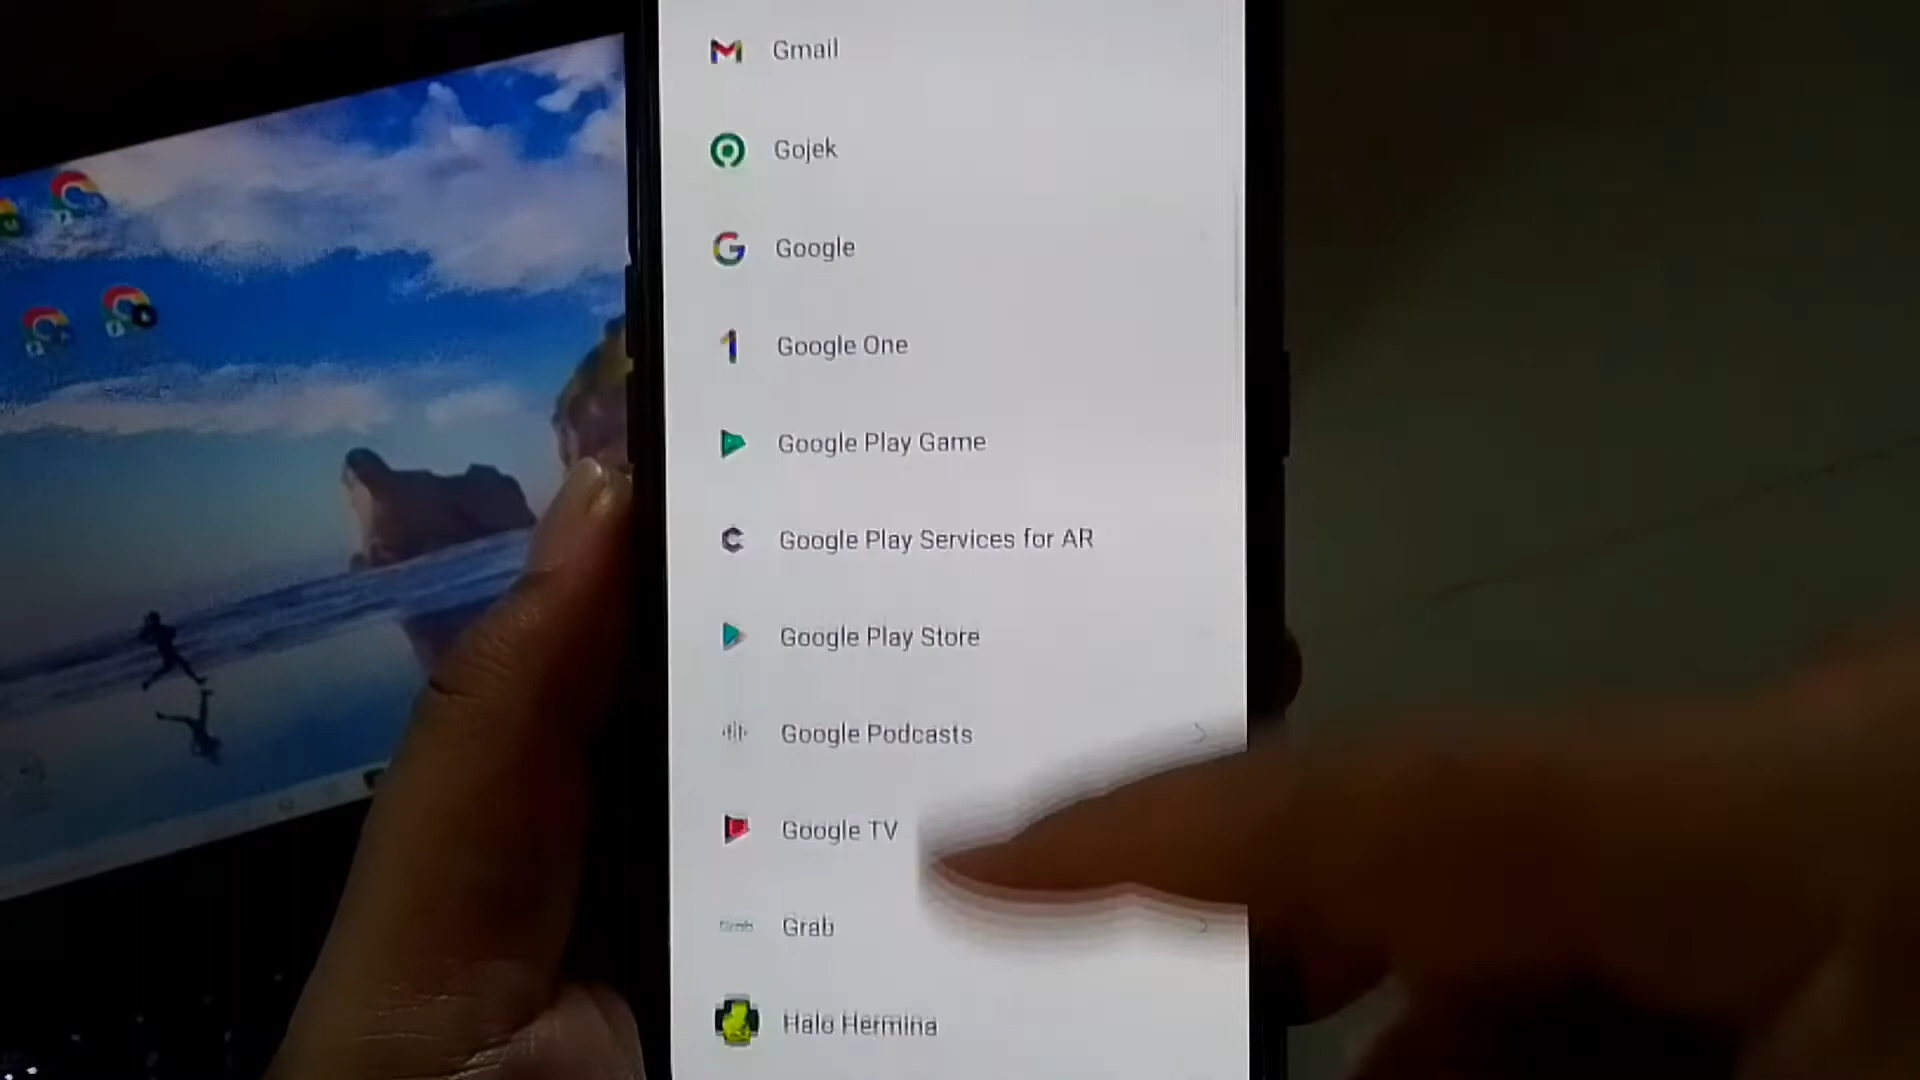 Gmail
Gojek
Google
Google One
Google Play Game
Google Play Services for AR
Google Play Store
Google Podcasts
Google TV
Grab
Grab
Halo Hermina